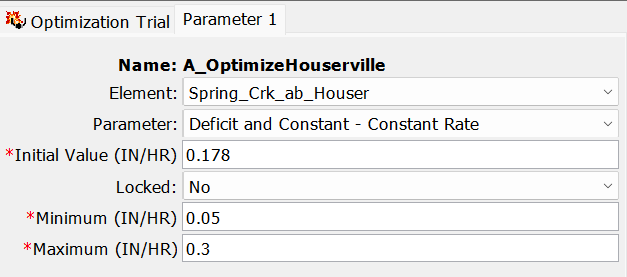 Optimization Trial Parameter 1
Name: A_OptimizeHouserville
Element: Spring_Crk_ab_Houser
Parameter: Deficit and Constant - Constant Rate
*Initial Value (IN/HR) 0.178
Locked: No
*Minimum (IN/HR) 0.05
*Maximum (IN/HR) 0.3